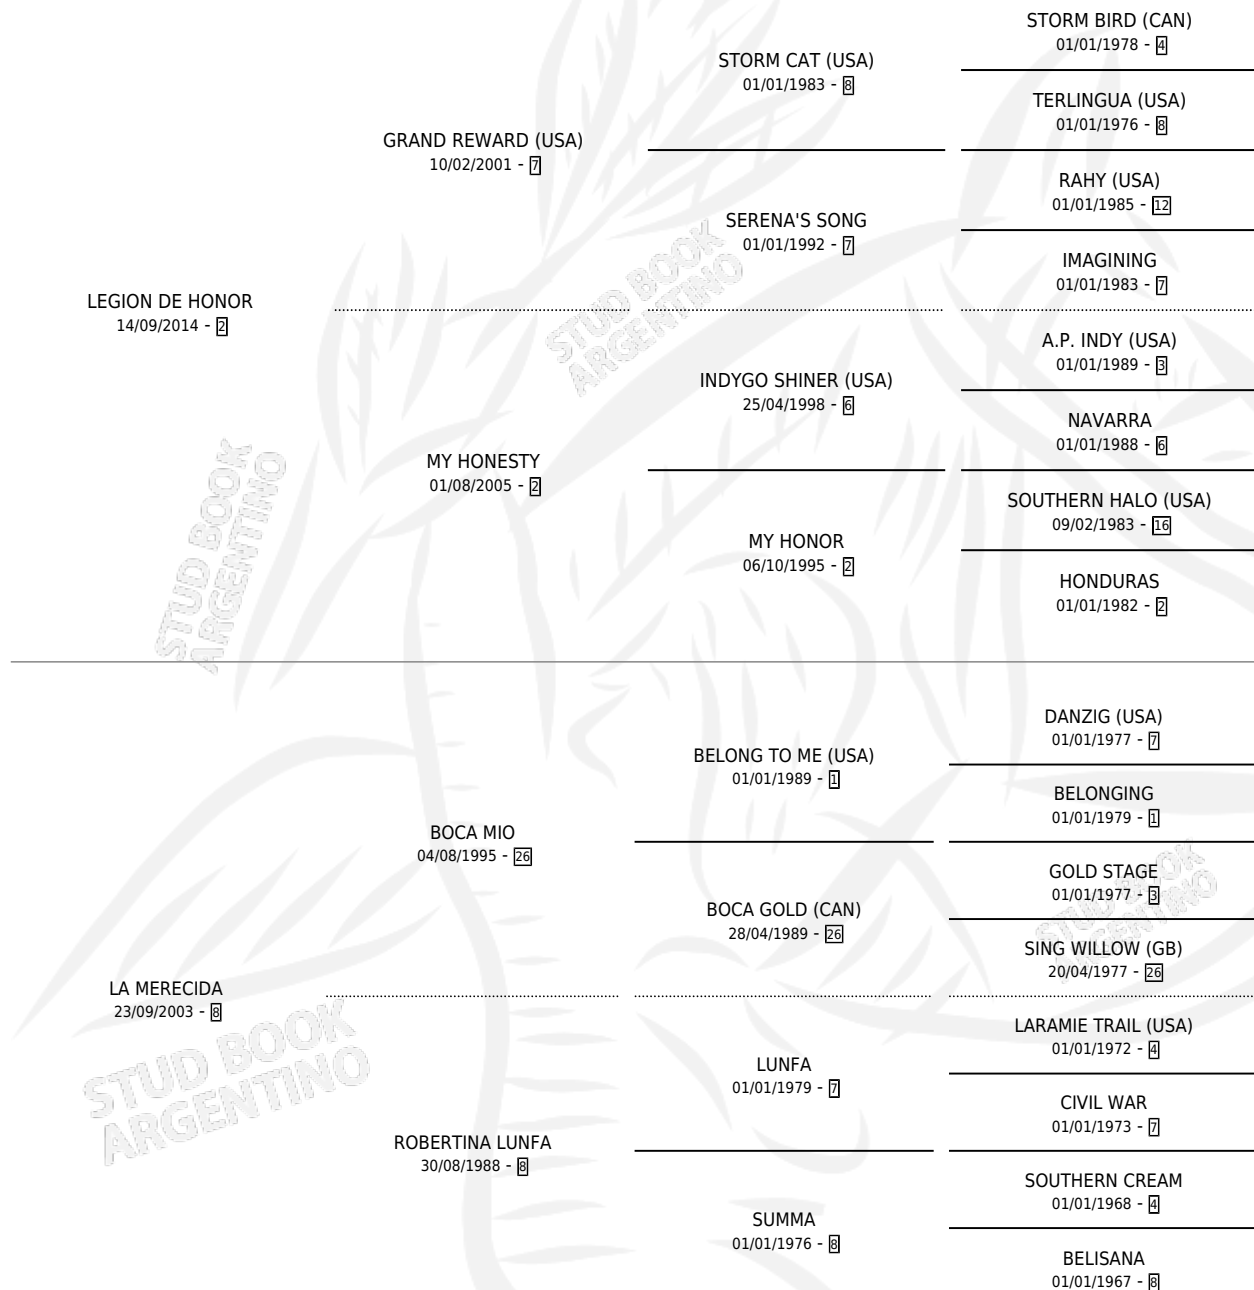 STORM BIRD (CAN)
01/01/1978 - 4
STORM CAT (USA)
01/01/1983 - 8
TERLINGUA (USA)
01/01/1976 - 8
GRAND REWARD (USA)
10/02/2001 - 7
RAHY (USA)
01/01/1985 - 12
SERENA'S SONG
01/01/1992 - 7
IMAGINING
01/01/1983 - 7
LEGION DE HONOR
14/09/2014 - 2
STUD BOOK
ARGENTINO
A.P. INDY (USA)
01/01/1989 - 3
INDYGO SHINER (USA)
25/04/1998 - 6
NAVARRA
01/01/1988 - 6
MY HONESTY
01/08/2005 - 2
SOUTHERN HALO (USA)
09/02/1983 - 16
MY HONOR
06/10/1995 - 2
HONDURAS
01/01/1982 - 2
STUD BOOK
ARGENTINO
DANZIG (USA)
01/01/1977 - 7
BELONG TO ME (USA)
01/01/1989 - 1
BELONGING
01/01/1979 - 1
BOCA MIO
04/08/1995 - 26
GOLD STAGE
01/01/1977 - 3
BOCA GOLD (CAN)
28/04/1989 - 26
STUD BOOK
ARGENTINO
SING WILLOW (GB)
20/04/1977 - 26
LA MERECIDA
23/09/2003 - 8
STUD BOOK
ARGENTINO
LARAMIE TRAIL (USA)
01/01/1972 - 4
LUNFA
01/01/1979 - 7
CIVIL WAR
01/01/1973 - 7
ROBERTINA LUNFA
30/08/1988 - 8
SOUTHERN CREAM
01/01/1968 - 4
SUMMA
01/01/1976 - 8
BELISANA
01/01/1967 - 8